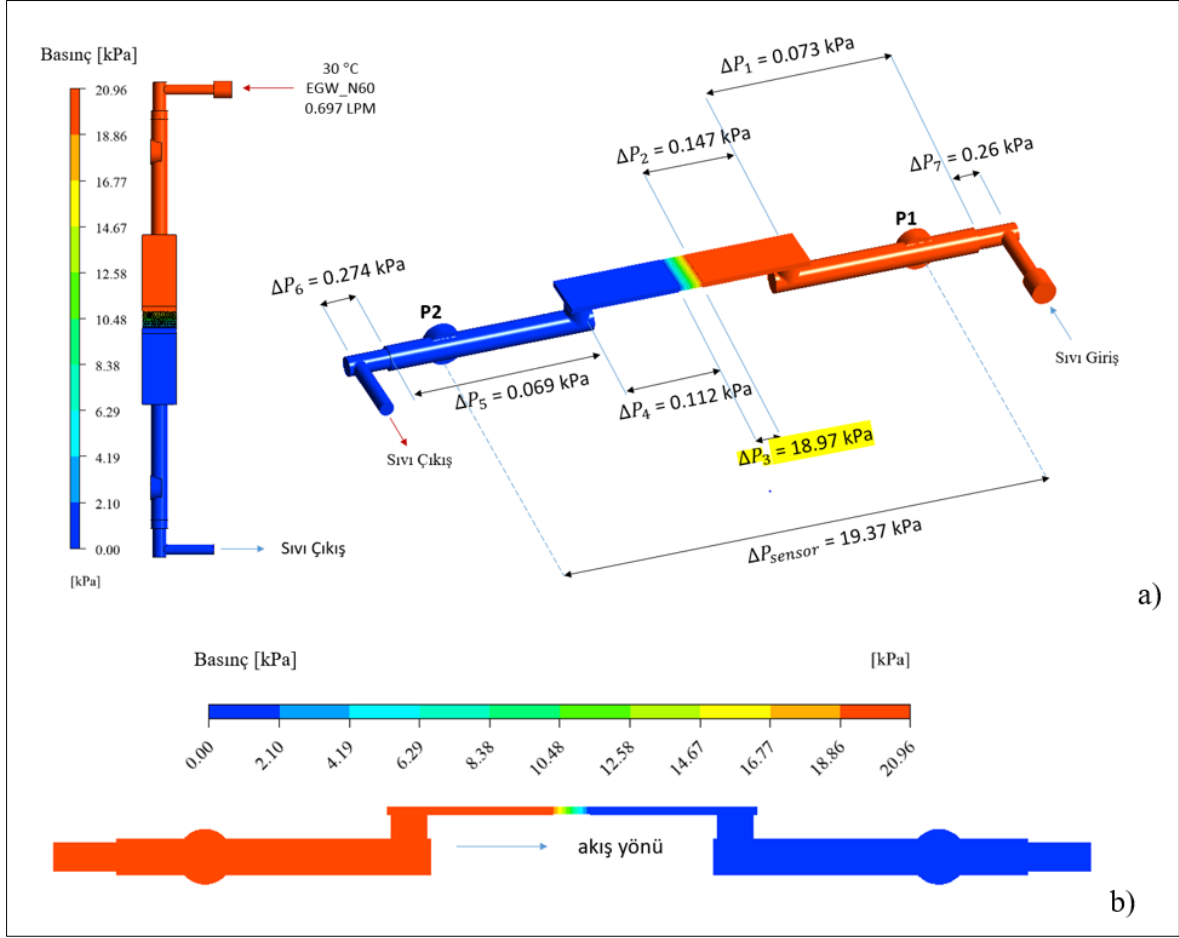 Basınç [kPa]
20.96
18.86
16.77
14.67
12.58
10.48
8.38
6.29
4.19
2.10
0.00
[kPa]
30 °C
EGW_N60
0.697 LPM
Sıvı Çıkış
ΔP₁ = 0.073 kPa
ΔP₂ = 0.147 kPa
ΔP₇ = 0.26 kPa
P1
ΔP₆ = 0.274 kPa
P2
Sıvı Giriş
ΔP₅ = 0.069 kPa
ΔP₄ = 0.112 kPa
ΔP₃ = 18.97 kPa
Sıvı Çıkış
ΔP_sensor = 19.37 kPa
a)
Basınç [kPa]
[kPa]
0.00
2.10
4.19
6.29
8.38
10.48
12.58
14.67
16.77
18.86
20.96
akış yönü
b)